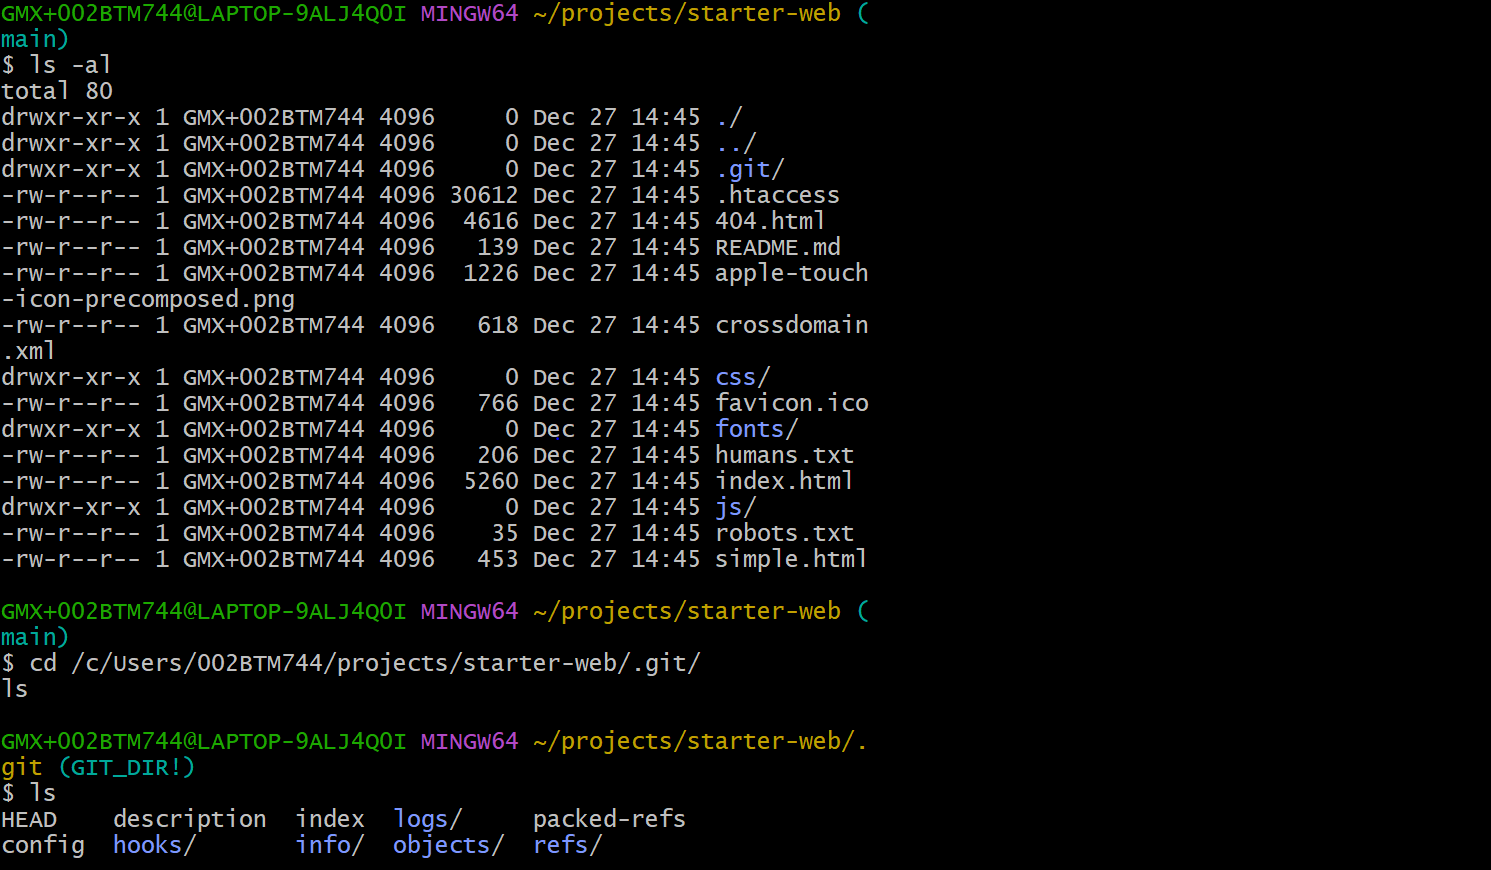 GMX+002BTM744@LAPTOP-9ALJ4QOI MINGW64 ~/projects/starter-web (
main)
$ ls -al
total 80
drwxr-xr-x 1 GMX+002BTM744 4096     0 Dec 27 14:45 ./
drwxr-xr-x 1 GMX+002BTM744 4096     0 Dec 27 14:45 ../
drwxr-xr-x 1 GMX+002BTM744 4096     0 Dec 27 14:45 .git/
-rw-r--r-- 1 GMX+002BTM744 4096 30612 Dec 27 14:45 .htaccess
-rw-r--r-- 1 GMX+002BTM744 4096  4616 Dec 27 14:45 404.html
-rw-r--r-- 1 GMX+002BTM744 4096   139 Dec 27 14:45 README.md
-rw-r--r-- 1 GMX+002BTM744 4096  1226 Dec 27 14:45 apple-touch
-icon-precomposed.png
-rw-r--r-- 1 GMX+002BTM744 4096   618 Dec 27 14:45 crossdomain
.xml
drwxr-xr-x 1 GMX+002BTM744 4096     0 Dec 27 14:45 css/
-rw-r--r-- 1 GMX+002BTM744 4096   766 Dec 27 14:45 favicon.ico
drwxr-xr-x 1 GMX+002BTM744 4096     0 Dec 27 14:45 fonts/
-rw-r--r-- 1 GMX+002BTM744 4096   206 Dec 27 14:45 humans.txt
-rw-r--r-- 1 GMX+002BTM744 4096  5260 Dec 27 14:45 index.html
drwxr-xr-x 1 GMX+002BTM744 4096     0 Dec 27 14:45 js/
-rw-r--r-- 1 GMX+002BTM744 4096    35 Dec 27 14:45 robots.txt
-rw-r--r-- 1 GMX+002BTM744 4096   453 Dec 27 14:45 simple.html
GMX+002BTM744@LAPTOP-9ALJ4QOI MINGW64 ~/projects/starter-web (
main)
$ cd /c/Users/002BTM744/projects/starter-web/.git/
ls
GMX+002BTM744@LAPTOP-9ALJ4QOI MINGW64 ~/projects/starter-web/.
git (GIT_DIR!)
$ ls
HEAD    description  index  logs/     packed-refs
config  hooks/       info/  objects/  refs/